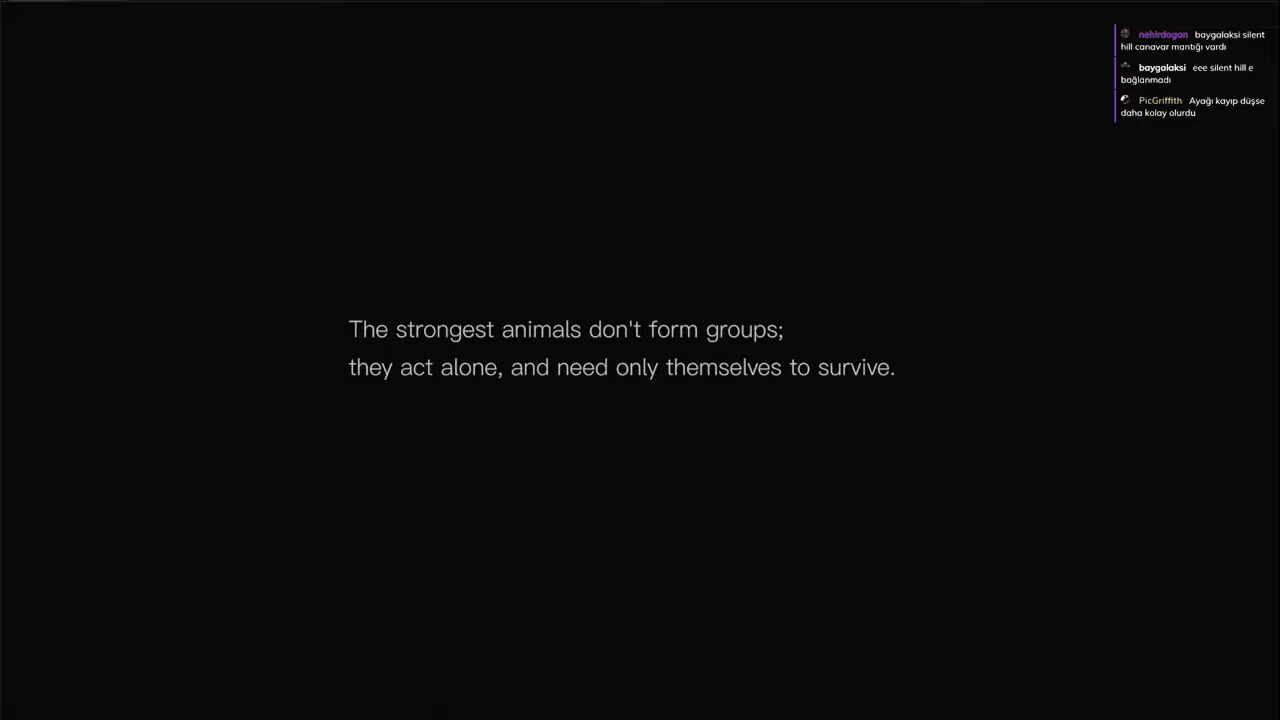 nehirdogan baygalaksi silent
hill canavar mantığı vardı
baygalaksi eee silent hill e
bağlanmadı
PicGriffith Ayağı kayıp düşse
daha kolay olurdu
The strongest animals don't form groups;
they act alone, and need only themselves to survive.